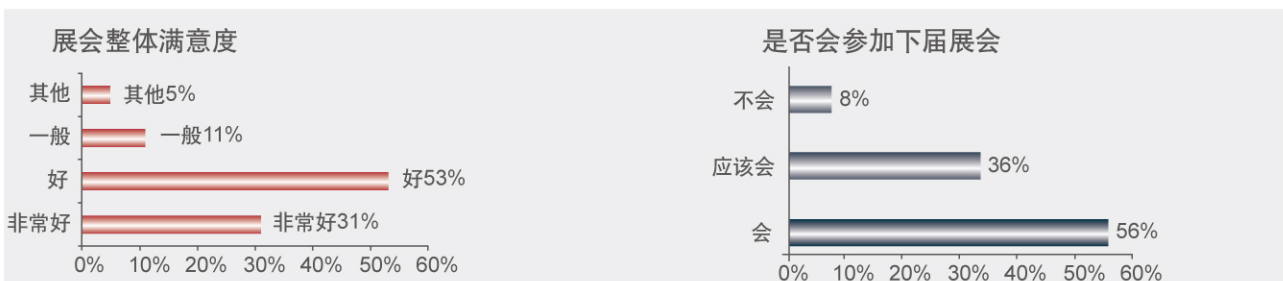 展会整体满意度
其他 其他5%
一般 一般11%
好 好53%
非常好 非常好31%
0% 10% 20% 30% 40% 50% 60%
是否会参加下届展会
不会 8%
应该会 36%
会 56%
0% 10% 20% 30% 40% 50% 60%